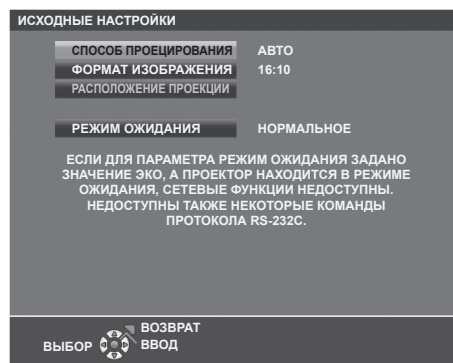 ИСХОДНЫЕ НАСТРОЙКИ
СПОСОБ ПРОЕЦИРОВАНИЯ АВТО
ФОРМАТ ИЗОБРАЖЕНИЯ 16:10
РАСПОЛОЖЕНИЕ ПРОЕКЦИИ
РЕЖИМ ОЖИДАНИЯ НОРМАЛЬНОЕ
ЕСЛИ ДЛЯ ПАРАМЕТРА РЕЖИМ ОЖИДАНИЯ ЗАДАНО
ЗНАЧЕНИЕ ЭКО, А ПРОЕКТОР НАХОДИТСЯ В РЕЖИМЕ
ОЖИДАНИЯ, СЕТЕВЫЕ ФУНКЦИИ НЕДОСТУПНЫ.
НЕДОСТУПНЫ ТАКЖЕ НЕКОТОРЫЕ КОМАНДЫ
ПРОТОКОЛА RS-232C.
ВОЗВРАТ
ВЫБОР ВВОД